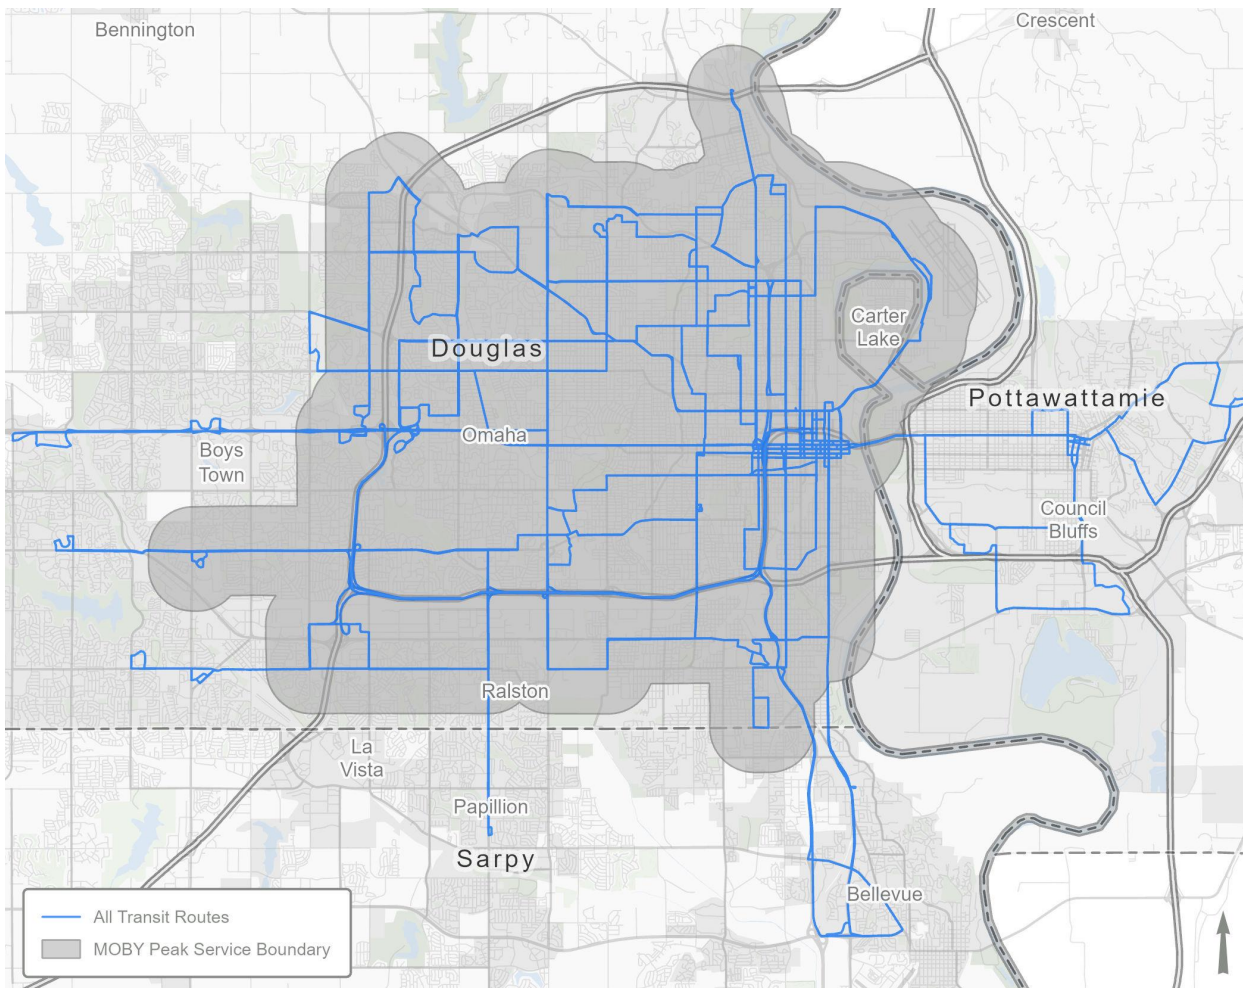 Bennington
Crescent
Carter
Lake
Douglas
Pottawattamie
Omaha
Boys
Town
Council
Bluffs
Ralston
La
Vista
Papillion
Sarpy
Bellevue
All Transit Routes
MOBY Peak Service Boundary